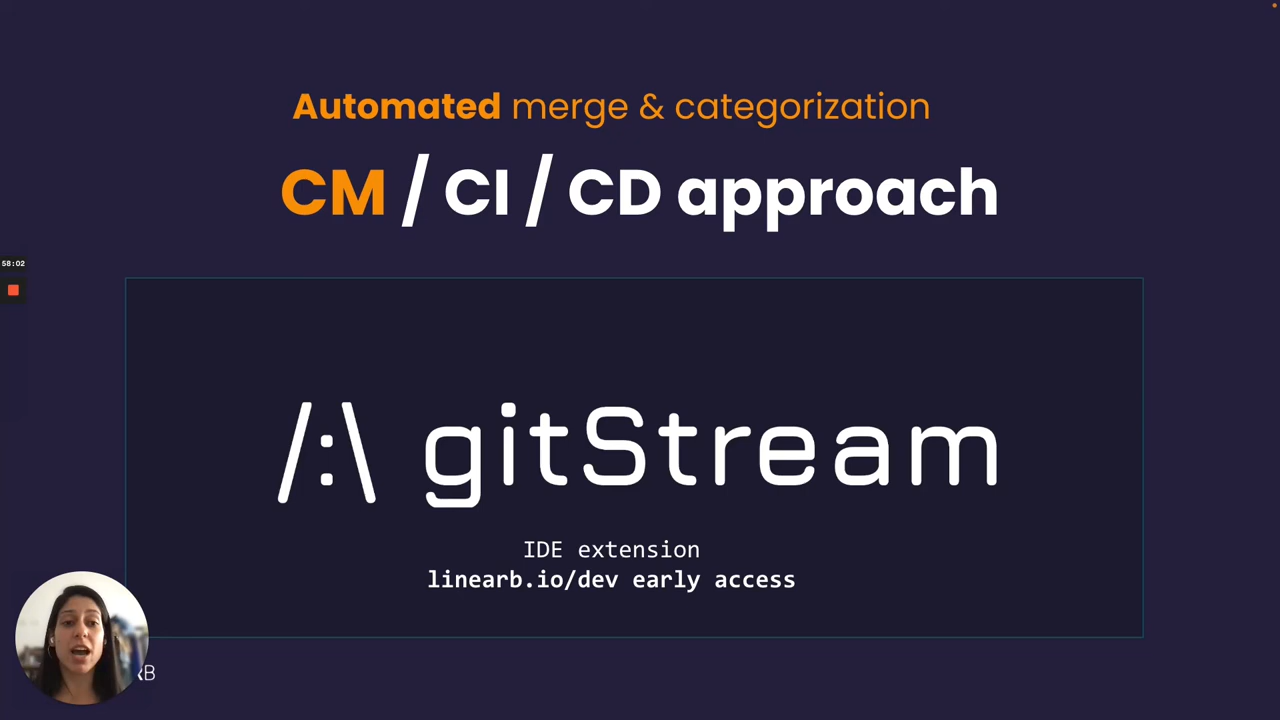 Automated merge & categorization
CM / CI / CD approach
58:02
/:\ gitStream
IDE extension
linearb.io/dev early access
B